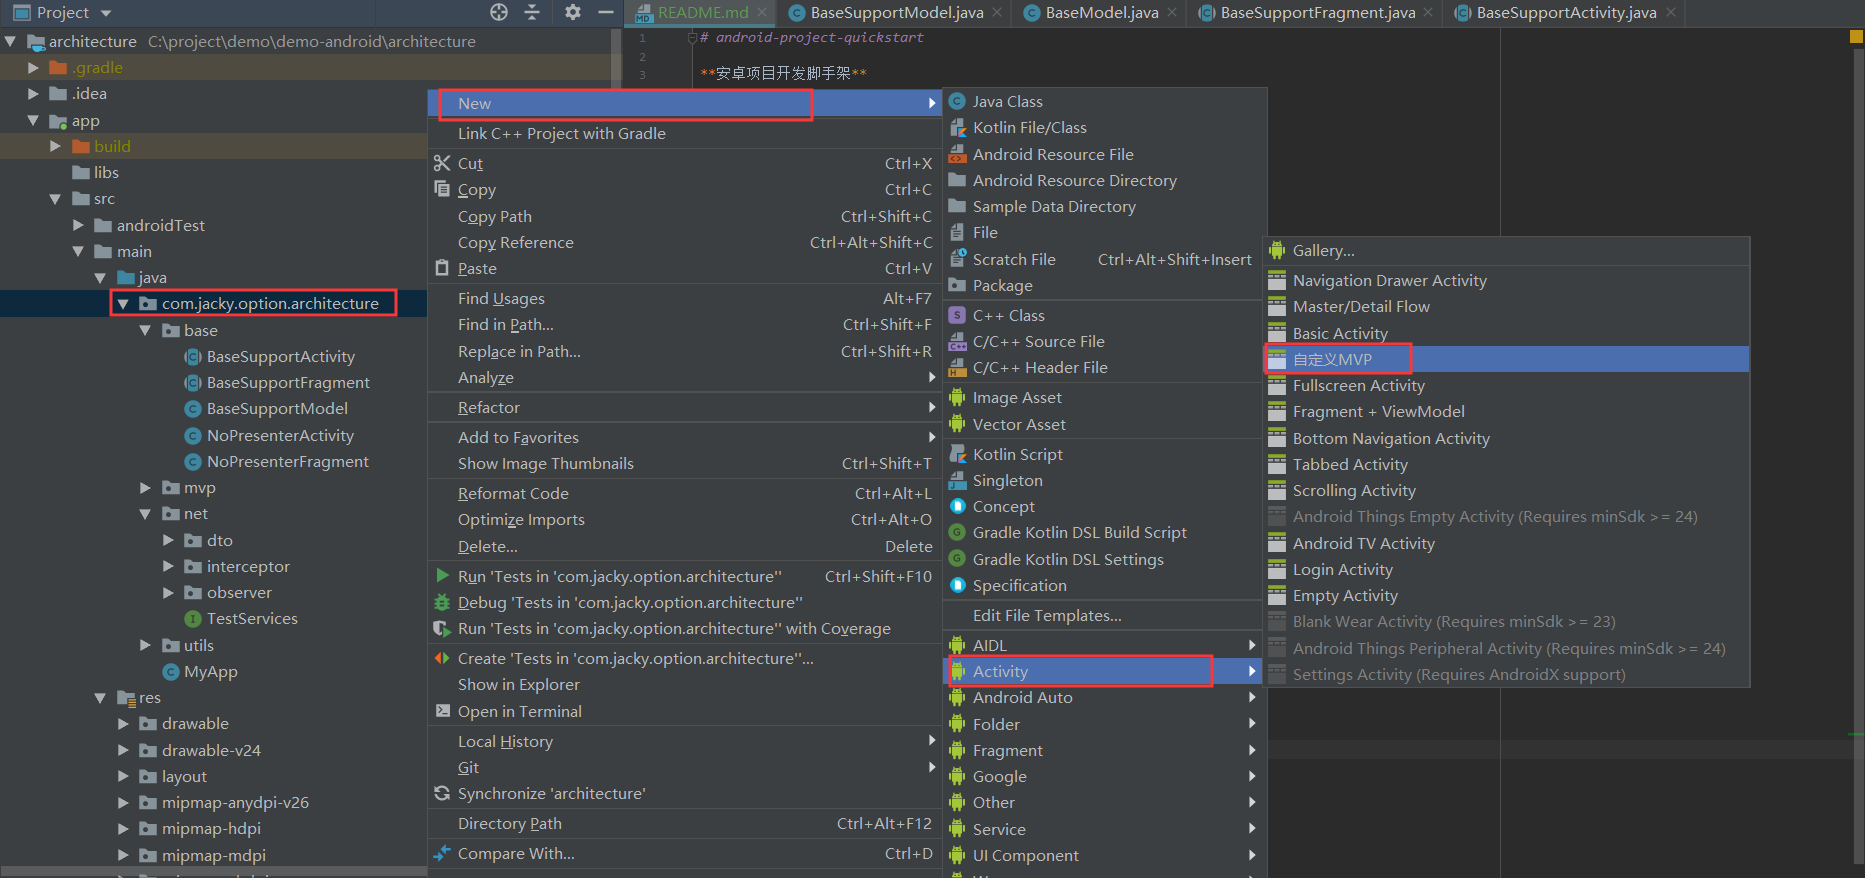 Project
architecture C:\project\demo\demo-android\architecture
.gradle
.idea
app
build
libs
src
androidTest
main
java
com.jacky.option.architecture
base
BaseSupportActivity
BaseSupportFragment
BaseSupportModel
NoPresenterActivity
NoPresenterFragment
mvp
net
dto
interceptor
observer
TestServices
utils
MyApp
res
drawable
drawable-v24
layout
mipmap-anydpi-v26
mipmap-hdpi
mipmap-mdpi
README.md
BaseSupportModel.java
BaseModel.java
BaseSupportFragment.java
BaseSupportActivity.java
1 # android-project-quickstart
2
3 **安卓项目开发脚手架**
New
Link C++ Project with Gradle
Cut Ctrl+X
Copy Ctrl+C
Copy Path Ctrl+Shift+C
Copy Reference Ctrl+Alt+Shift+C
Paste Ctrl+V
Find Usages Alt+F7
Find in Path... Ctrl+Shift+F
Replace in Path... Ctrl+Shift+R
Analyze
Refactor
Add to Favorites
Show Image Thumbnails Ctrl+Shift+T
Reformat Code Ctrl+Alt+L
Optimize Imports Ctrl+Alt+O
Delete... Delete
Run 'Tests in 'com.jacky.option.architecture'' Ctrl+Shift+F10
Debug 'Tests in 'com.jacky.option.architecture''
Run 'Tests in 'com.jacky.option.architecture'' with Coverage
Create 'Tests in 'com.jacky.option.architecture''...
Show in Explorer
Open in Terminal
Local History
Git
Synchronize 'architecture'
Directory Path Ctrl+Alt+F12
Compare With... Ctrl+D
Java Class
Kotlin File/Class
Android Resource File
Android Resource Directory
Sample Data Directory
File
Scratch File Ctrl+Alt+Shift+Insert
Package
C++ Class
C/C++ Source File
C/C++ Header File
Image Asset
Vector Asset
Kotlin Script
Singleton
Concept
Gradle Kotlin DSL Build Script
Gradle Kotlin DSL Settings
Specification
Edit File Templates...
AIDL
Activity
Android Auto
Folder
Fragment
Google
Other
Service
UI Component
Gallery...
Navigation Drawer Activity
Master/Detail Flow
Basic Activity
自定义MVP
Fullscreen Activity
Fragment + ViewModel
Bottom Navigation Activity
Tabbed Activity
Scrolling Activity
Android Things Empty Activity (Requires minSdk >= 24)
Android TV Activity
Login Activity
Empty Activity
Blank Wear Activity (Requires minSdk >= 23)
Android Things Peripheral Activity (Requires minSdk >= 24)
Settings Activity (Requires AndroidX support)